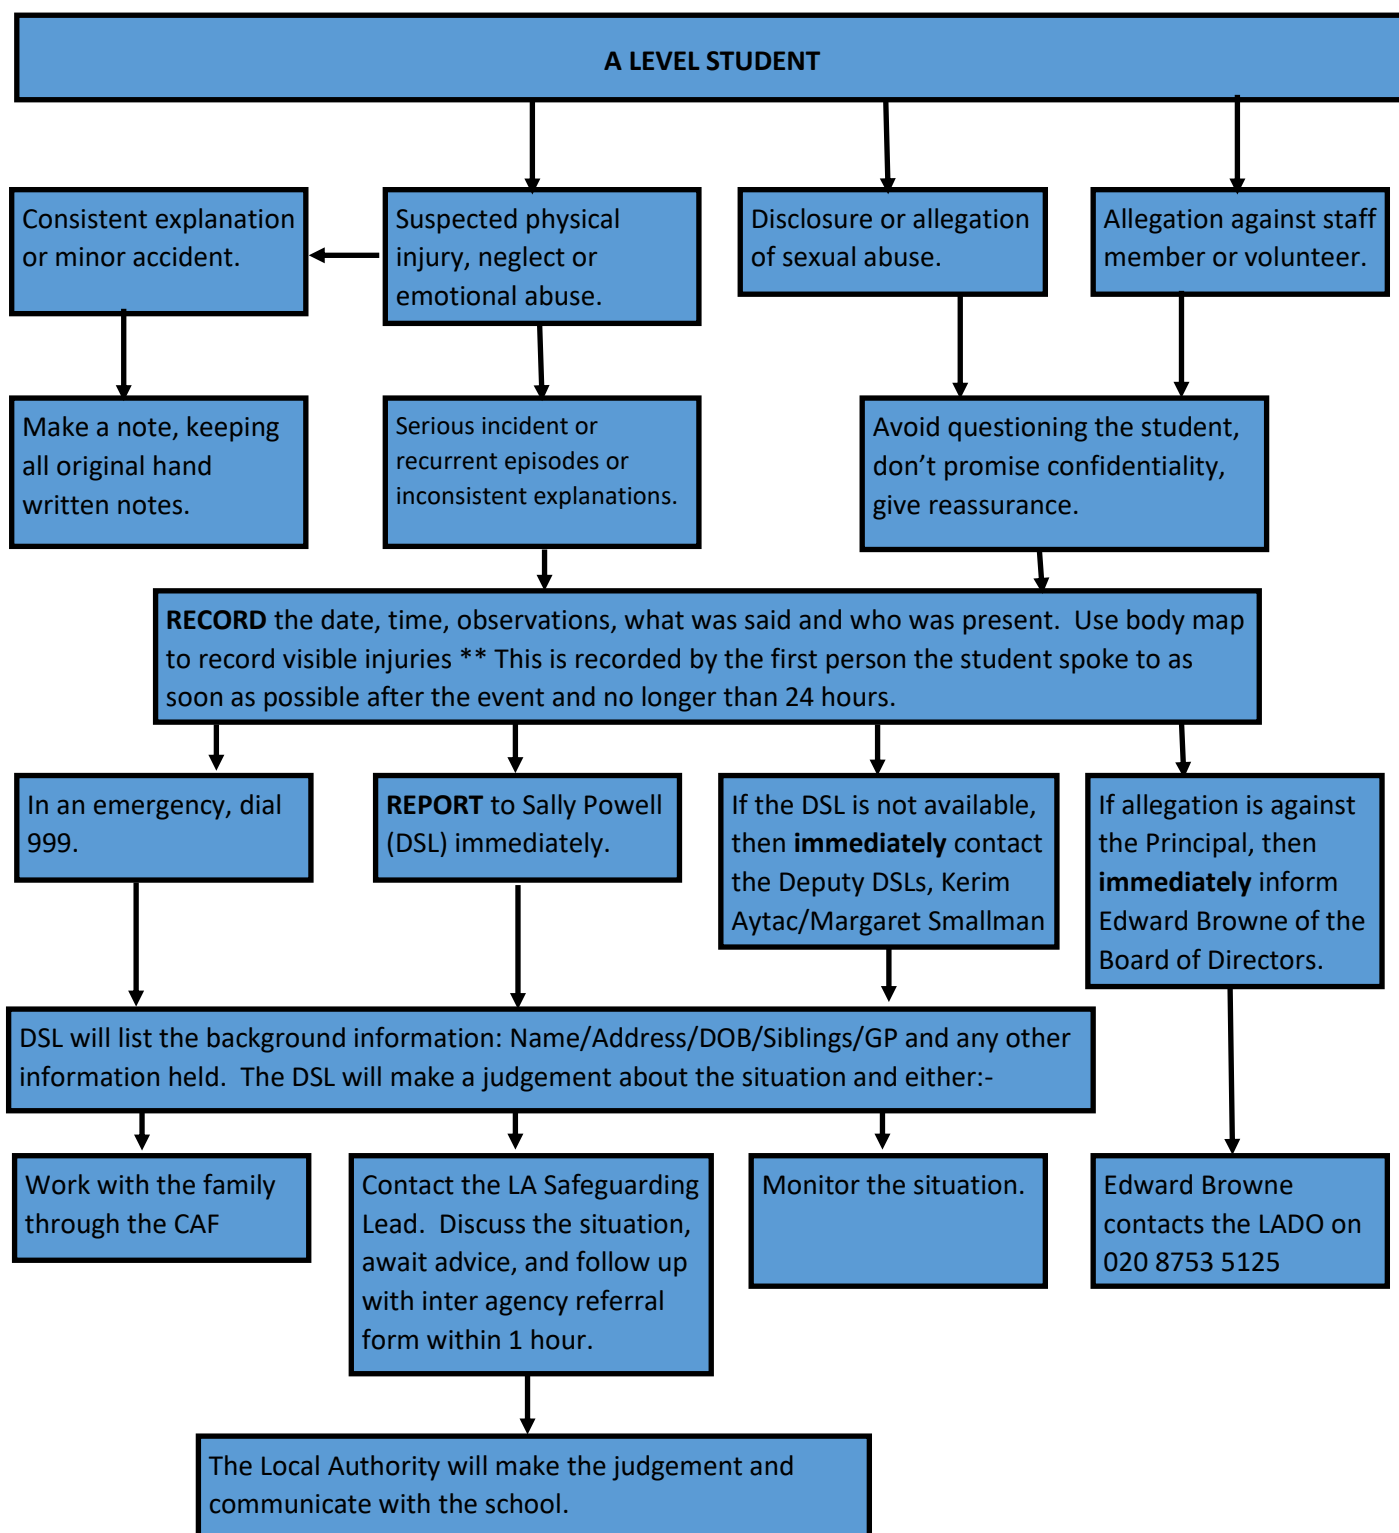 A LEVEL STUDENT
Consistent explanation
or minor accident.
Suspected physical
injury, neglect or
emotional abuse.
Disclosure or allegation
of sexual abuse.
Allegation against staff
member or volunteer.
Make a note, keeping
all original hand
written notes.
Serious incident or
recurrent episodes or
inconsistent explanations.
Avoid questioning the student,
don’t promise confidentiality,
give reassurance.
RECORD the date, time, observations, what was said and who was present. Use body map
to record visible injuries ** This is recorded by the first person the student spoke to as
soon as possible after the event and no longer than 24 hours.
In an emergency, dial
999.
REPORT to Sally Powell
(DSL) immediately.
If the DSL is not available,
then immediately contact
the Deputy DSLs, Kerim
Aytac/Margaret Smallman
If allegation is against
the Principal, then
immediately inform
Edward Browne of the
Board of Directors.
DSL will list the background information: Name/Address/DOB/Siblings/GP and any other
information held. The DSL will make a judgement about the situation and either:-
Work with the family
through the CAF
Contact the LA Safeguarding
Lead. Discuss the situation,
await advice, and follow up
with inter agency referral
form within 1 hour.
Monitor the situation.
Edward Browne
contacts the LADO on
020 8753 5125
The Local Authority will make the judgement and
communicate with the school.